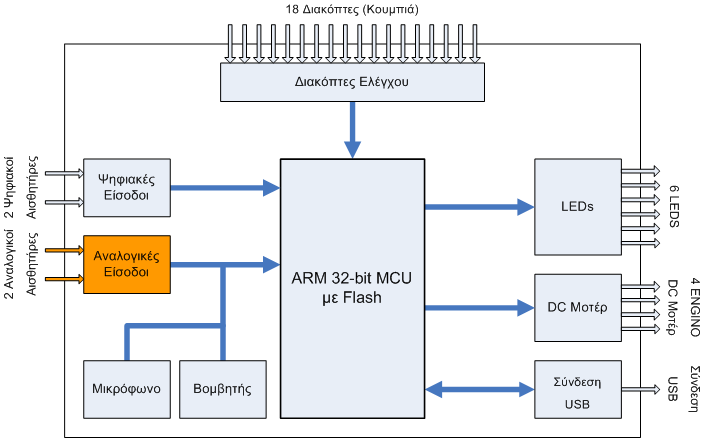 18 Διακόπτες (Κουμπιά)
Διακόπτες Ελέγχου
2 Ψηφιακοί
Αισθητήρες
Ψηφιακές
Είσοδοι
2 Αναλογικοί
Αισθητήρες
Αναλογικές
Είσοδοι
ARM 32-bit MCU
με Flash
Μικρόφωνο
Βομβητής
LEDs
6 LEDS
DC Μοτέρ
4 ENGINO
DC Μοτέρ
Σύνδεση
USB
Σύνδεση
USB